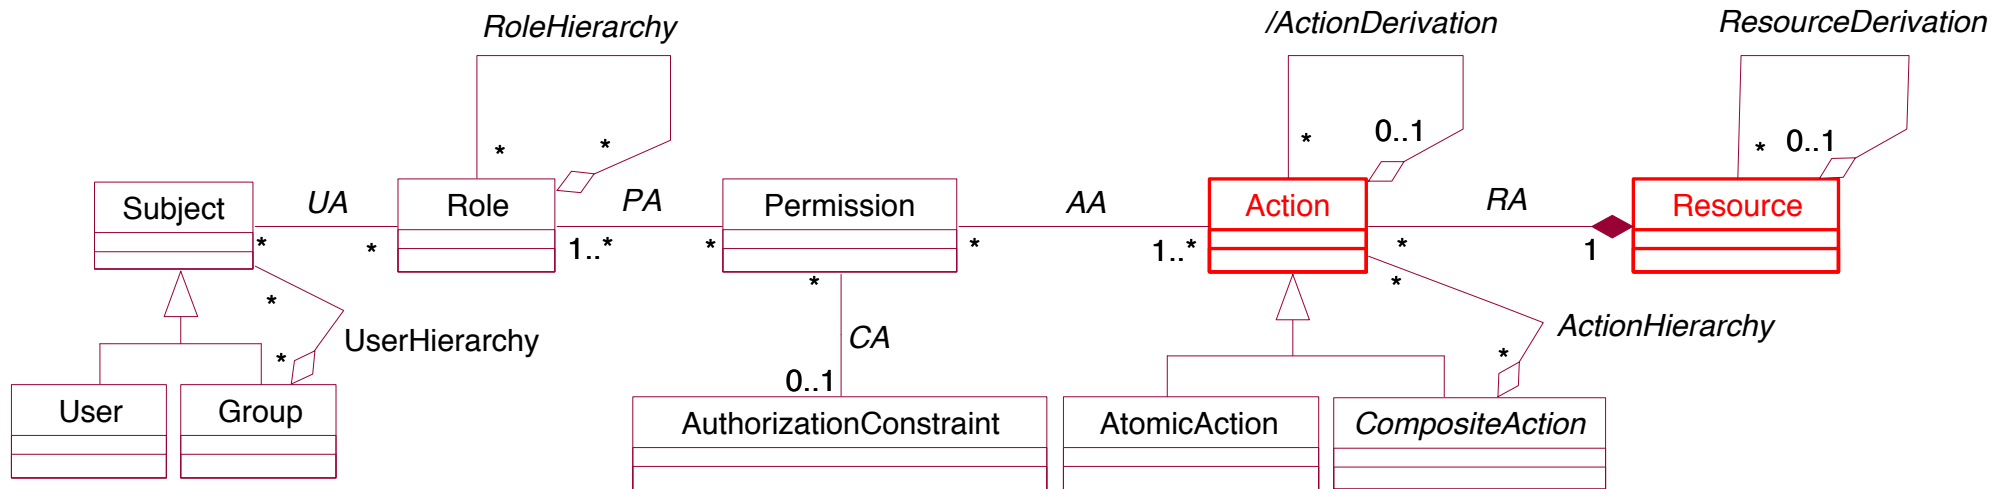 RoleHierarchy
/ActionDerivation
ResourceDerivation
* *
* 0..1
* 0..1
Subject
UA
Role
PA
Permission
AA
Action
RA
Resource
* *
1..* *
* 1..*
* 1
*
*
UserHierarchy
*
CA
0..1
*
*
ActionHierarchy
User
Group
AuthorizationConstraint
AtomicAction
CompositeAction